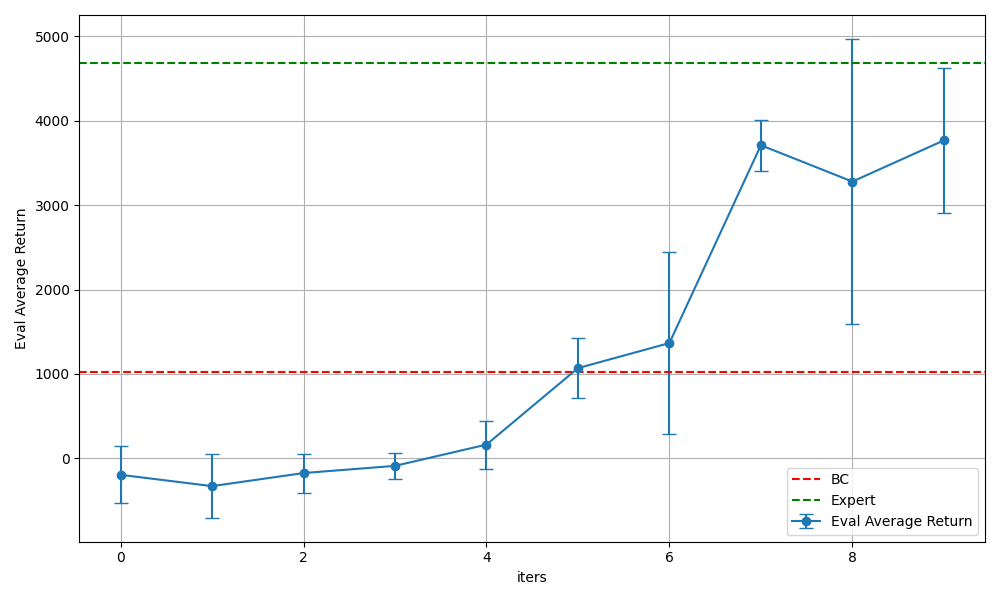 5000
4000
3000
2000
1000
0
Eval Average Return
0
2
4
6
8
iters
BC
Expert
Eval Average Return